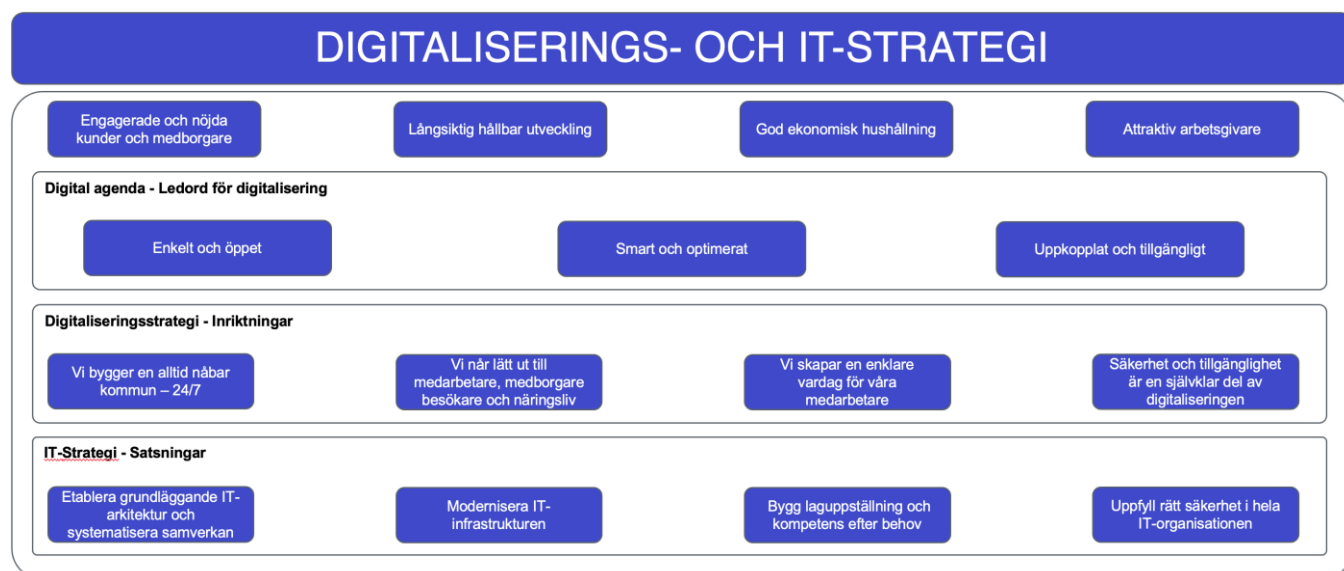 DIGITALISERINGS- OCH IT-STRATEGI
Engagerade och nöjda
kunder och medborgare
Långsiktig hållbar utveckling
God ekonomisk hushållning
Attraktiv arbetsgivare
Digital agenda - Ledord för digitalisering
Enkelt och öppet
Smart och optimerat
Uppkopplat och tillgängligt
Digitaliseringsstrategi - Inriktningar
Vi bygger en alltid nåbar
kommun – 24/7
Vi når lätt ut till
medarbetare, medborgare
besökare och näringsliv
Vi skapar en enklare
vardag för våra
medarbetare
Säkerhet och tillgänglighet
är en självklar del av
digitaliseringen
IT-Strategi - Satsningar
Etablera grundläggande IT-
arkitektur och
systematisera samverkan
Modernisera IT-
infrastrukturen
Bygg laguppställning och
kompetens efter behov
Uppfyll rätt säkerhet i hela
IT-organisationen